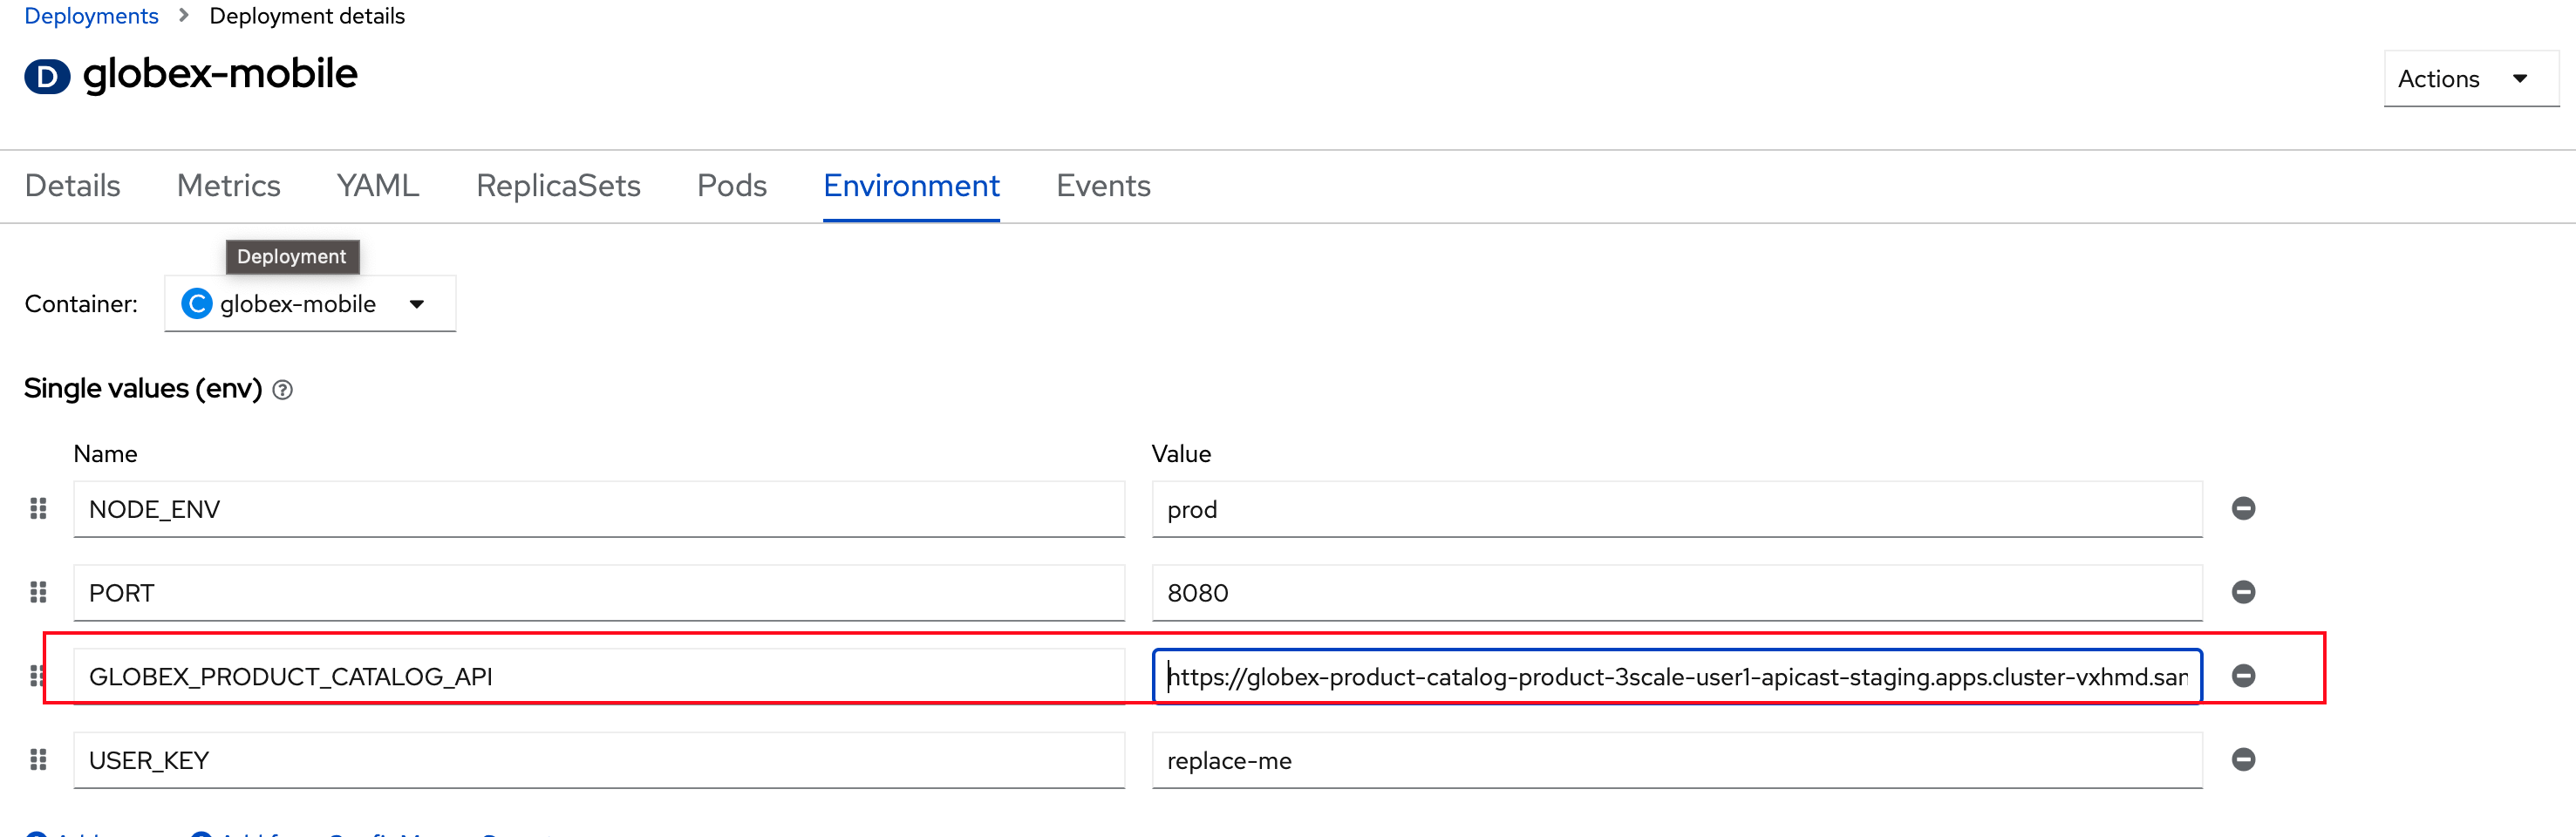 Deployments > Deployment details
D globex-mobile
Actions
Details Metrics YAML ReplicaSets Pods Environment Events
Deployment
Container: C globex-mobile
Single values (env) ?
Name Value
NODE_ENV prod
PORT 8080
GLOBEX_PRODUCT_CATALOG_API https://globex-product-catalog-product-3scale-user1-apicast-staging.apps.cluster-vxhmd.san
USER_KEY replace-me